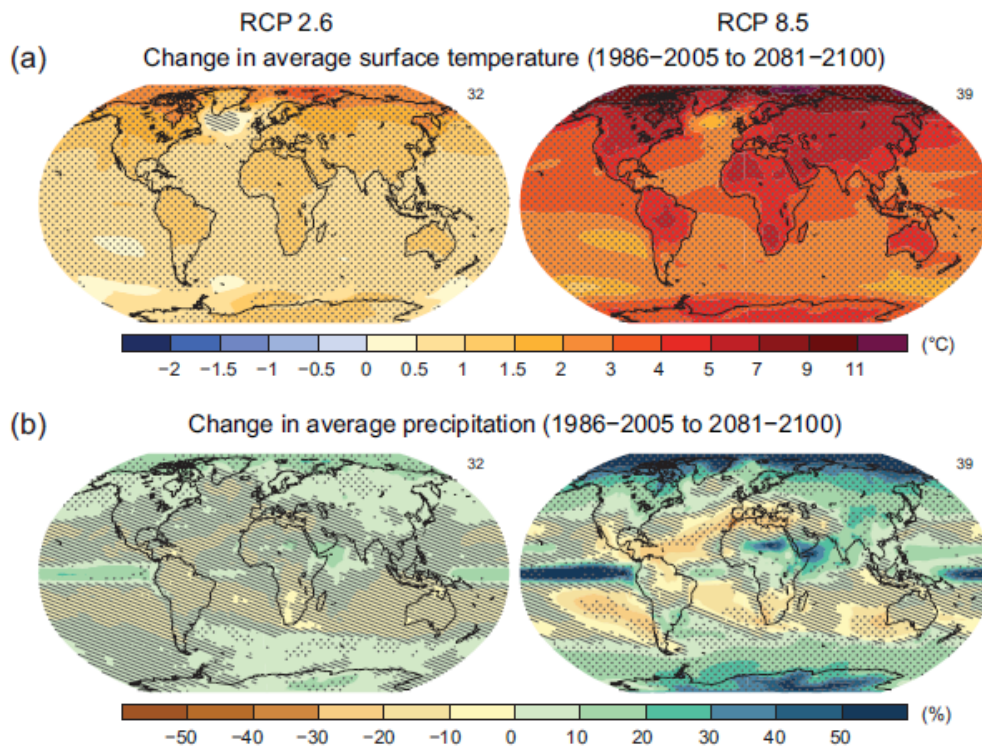 RCP 2.6 RCP 8.5
(a) Change in average surface temperature (1986−2005 to 2081−2100)
32 39
(°C)
−2 −1.5 −1 −0.5 0 0.5 1 1.5 2 3 4 5 7 9 11
(b) Change in average precipitation (1986−2005 to 2081−2100)
32 39
(%)
−50 −40 −30 −20 −10 0 10 20 30 40 50